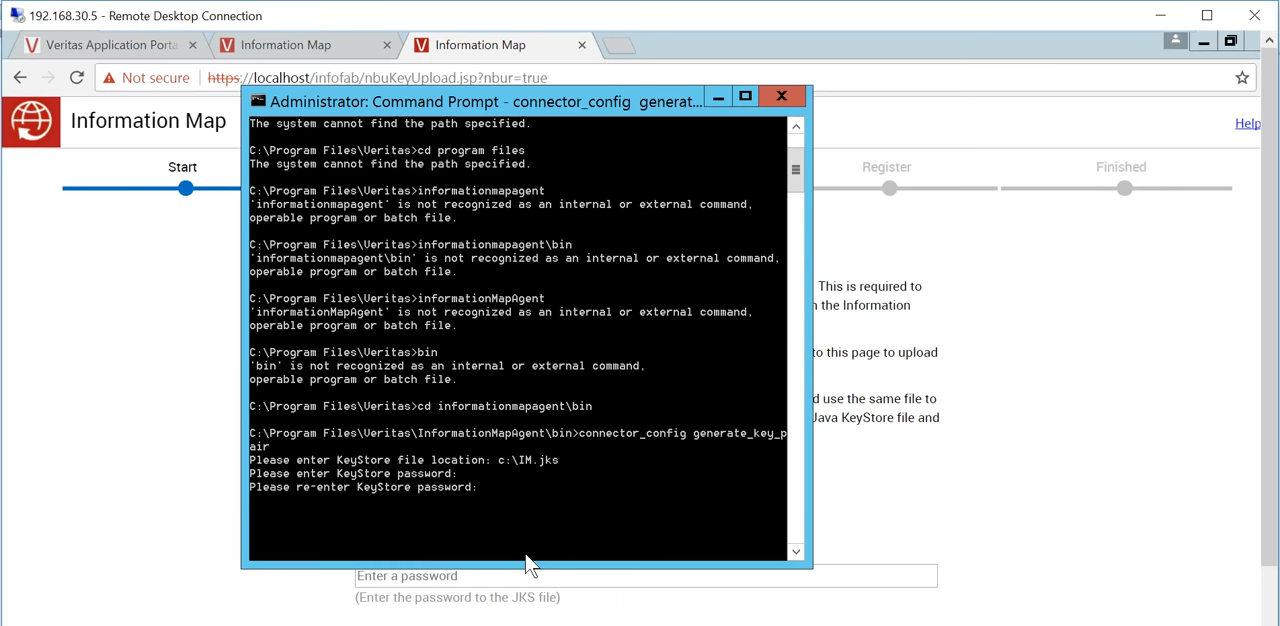 192.168.30.5 - Remote Desktop Connection
Veritas Application Porta
Information Map
Information Map
Not secure
https://localhost/infofab/nbuKeyUpload.jsp?nbur=true
Administrator: Command Prompt - connector_config generat...
Information Map
Help
Start
Register
Finished
The system cannot find the path specified.
C:\Program Files\Veritas>cd program files
The system cannot find the path specified.
C:\Program Files\Veritas>informationmapagent
'informationmapagent' is not recognized as an internal or external command,
operable program or batch file.
C:\Program Files\Veritas>informationmapagent\bin
'informationmapagent\bin' is not recognized as an internal or external command,
operable program or batch file.
C:\Program Files\Veritas>informationMapAgent
'informationMapAgent' is not recognized as an internal or external command,
operable program or batch file.
C:\Program Files\Veritas>bin
'bin' is not recognized as an internal or external command,
operable program or batch file.
C:\Program Files\Veritas>cd informationmapagent\bin
C:\Program Files\Veritas\InformationMapAgent\bin>connector_config generate_key_p
air
Please enter KeyStore file location: c:\IM.jks
Please enter KeyStore password:
Please re-enter KeyStore password:
This is required to
the Information
to this page to upload
use the same file to
Java KeyStore file and
Enter a password
(Enter the password to the JKS file)